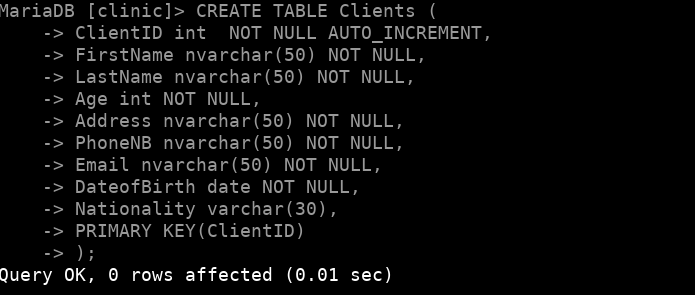 MariaDB [clinic]> CREATE TABLE Clients (
    -> ClientID int  NOT NULL AUTO_INCREMENT,
    -> FirstName nvarchar(50) NOT NULL,
    -> LastName nvarchar(50) NOT NULL,
    -> Age int NOT NULL,
    -> Address nvarchar(50) NOT NULL,
    -> PhoneNB nvarchar(50) NOT NULL,
    -> Email nvarchar(50) NOT NULL,
    -> DateofBirth date NOT NULL,
    -> Nationality varchar(30),
    -> PRIMARY KEY(ClientID)
    -> );
Query OK, 0 rows affected (0.01 sec)